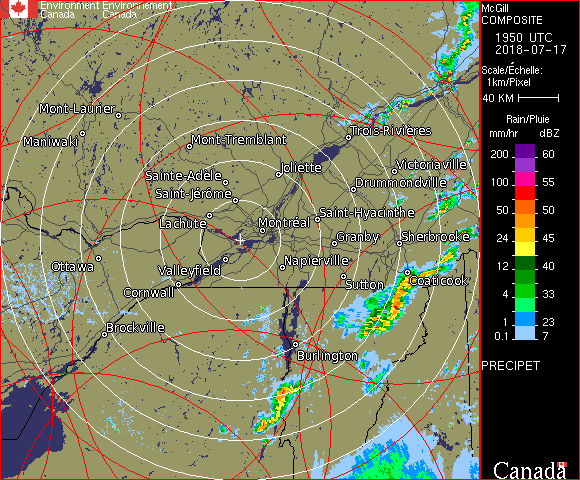 Environment Environnement
Canada Canada
McGill
COMPOSITE
1950 UTC
2018-07-17
Scale/Échelle:
1km/Pixel
40 KM
Rain/Pluie
mm/hr dBZ
200 60
100 55
50 50
24 45
12 40
4 33
1 23
0.1 7
PRECIPET
Canada
Mont-Laurier
Maniwaki
Mont-Tremblant
Trois-Rivières
Sainte-Adèle
Joliette
Victoriaville
Saint-Jérôme
Drummondville
Lachute
Montréal
Saint-Hyacinthe
Granby
Sherbrooke
Ottawa
Valleyfield
Napierville
Cornwall
Sutton
Coaticook
Brockville
Burlington